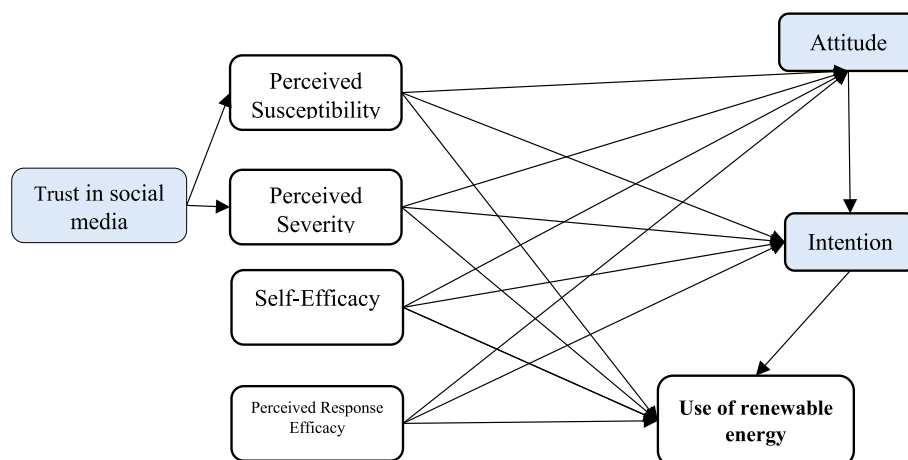 Attitude
Perceived
Susceptibility
Trust in social
media
Perceived
Severity
Intention
Self-Efficacy
Perceived Response
Efficacy
Use of renewable
energy